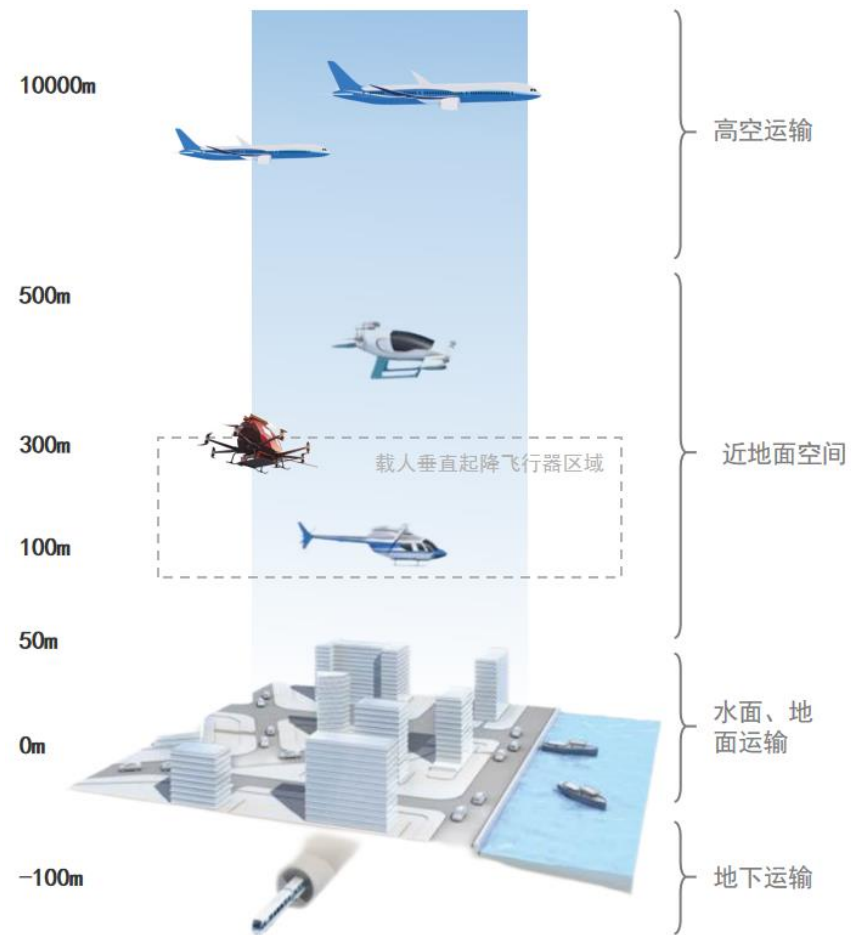 10000m
高空运输
500m
300m
载人垂直起降飞行器区域
近地面空间
100m
50m
水面、地
面运输
0m
-100m
地下运输